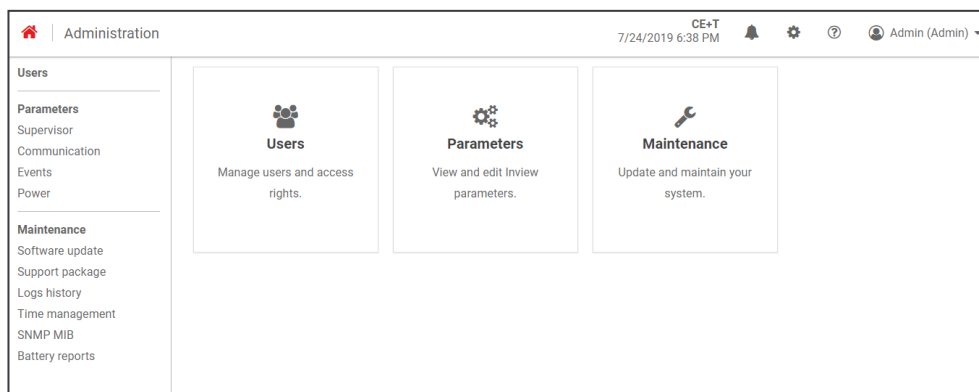 Administration
CE+T
7/24/2019 6:38 PM
Admin (Admin)
Users
Parameters
Supervisor
Communication
Events
Power
Maintenance
Software update
Support package
Logs history
Time management
SNMP MIB
Battery reports
Users
Manage users and access
rights.
Parameters
View and edit Inview
parameters.
Maintenance
Update and maintain your
system.